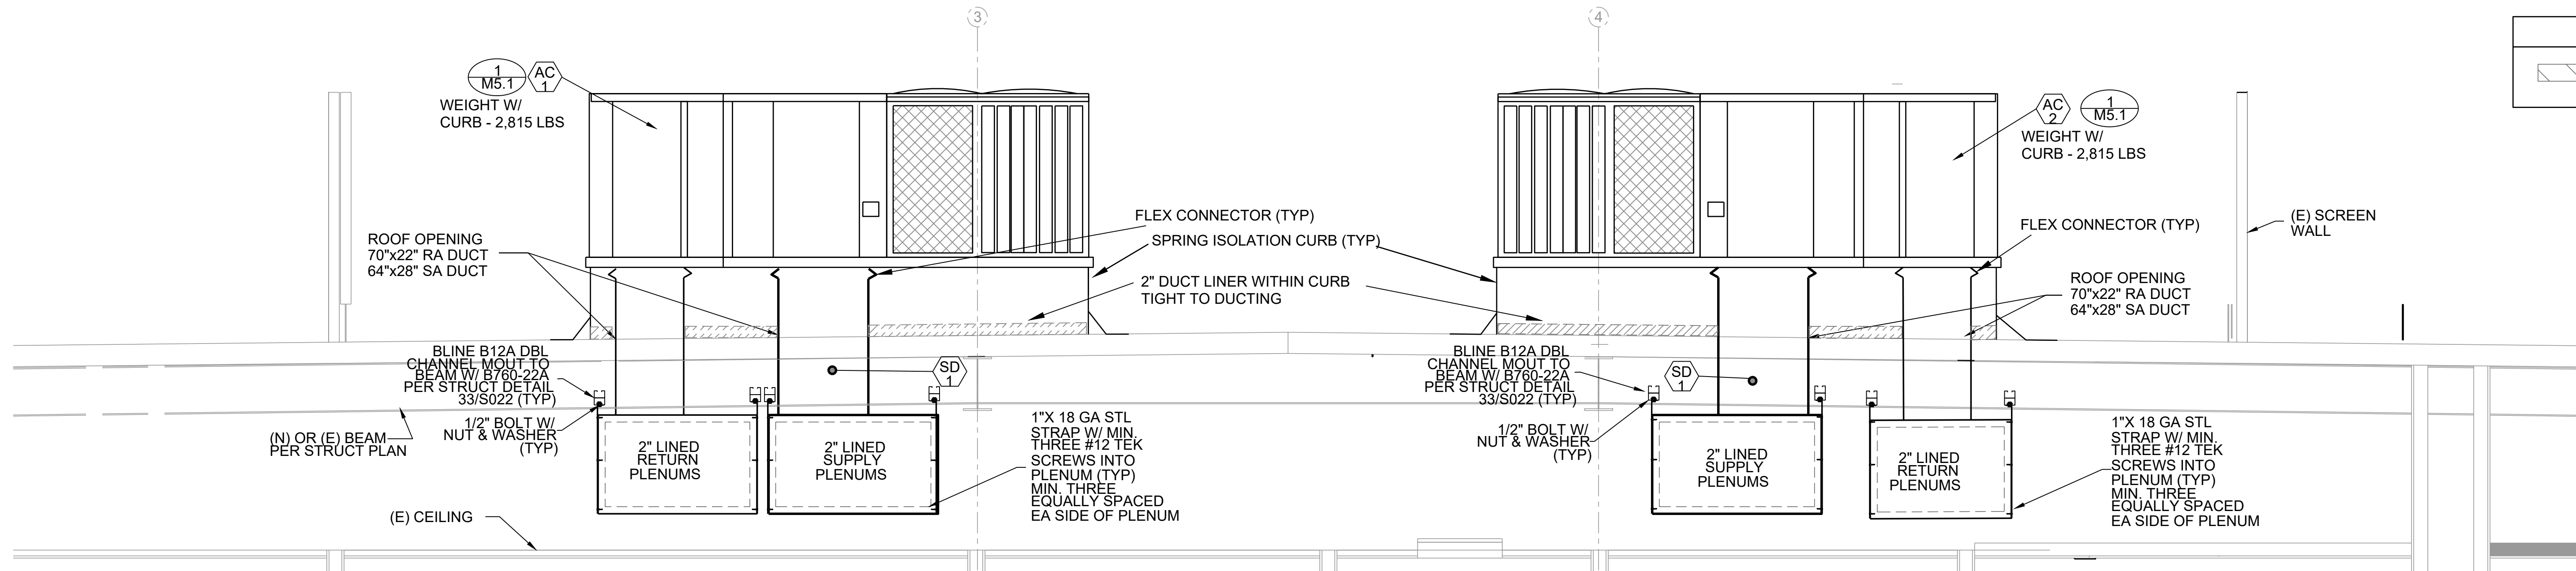 3
4
1
M5.1
AC
1
WEIGHT W/
CURB - 2,815 LBS
AC
2
1
M5.1
WEIGHT W/
CURB - 2,815 LBS
ROOF OPENING
70"x22" RA DUCT
64"x28" SA DUCT
FLEX CONNECTOR (TYP)
SPRING ISOLATION CURB (TYP)
2" DUCT LINER WITHIN CURB
TIGHT TO DUCTING
FLEX CONNECTOR (TYP)
(E) SCREEN
WALL
ROOF OPENING
70"x22" RA DUCT
64"x28" SA DUCT
BLINE B12A DBL
CHANNEL MOUT TO
BEAM W/ B760-22A
PER STRUCT DETAIL
33/S022 (TYP)
1/2" BOLT W/
NUT & WASHER
(TYP)
(N) OR (E) BEAM
PER STRUCT PLAN
(E) CEILING
SD
1
2" LINED
RETURN
PLENUMS
2" LINED
SUPPLY
PLENUMS
1"X 18 GA STL
STRAP W/ MIN.
THREE #12 TEK
SCREWS INTO
PLENUM (TYP)
MIN. THREE
EQUALLY SPACED
EA SIDE OF PLENUM
BLINE B12A DBL
CHANNEL MOUT TO
BEAM W/ B760-22A
PER STRUCT DETAIL
33/S022 (TYP)
1/2" BOLT W/
NUT & WASHER
(TYP)
SD
1
2" LINED
SUPPLY
PLENUMS
2" LINED
RETURN
PLENUMS
1"X 18 GA STL
STRAP W/ MIN.
THREE #12 TEK
SCREWS INTO
PLENUM (TYP)
MIN. THREE
EQUALLY SPACED
EA SIDE OF PLENUM